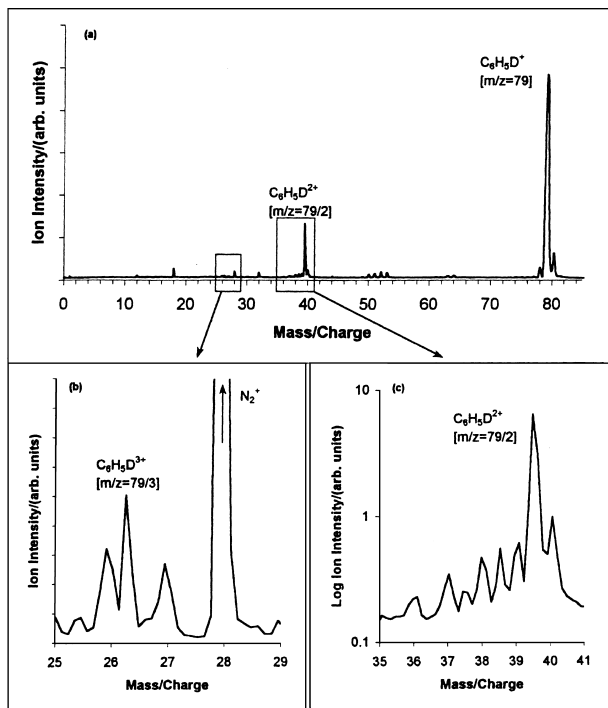 (a)
C₆H₅D⁺
[m/z=79]
C₆H₅D²⁺
[m/z=79/2]
Ion Intensity/(arb. units)
0 10 20 30 40 50 60 70 80
Mass/Charge
(b)
N₂⁺
C₆H₅D³⁺
[m/z=79/3]
Ion Intensity/(arb. units)
25 26 27 28 29
Mass/Charge
(c)
10
C₆H₅D²⁺
[m/z=79/2]
1
0.1
Log Ion Intensity/(arb. units)
35 36 37 38 39 40 41
Mass/Charge